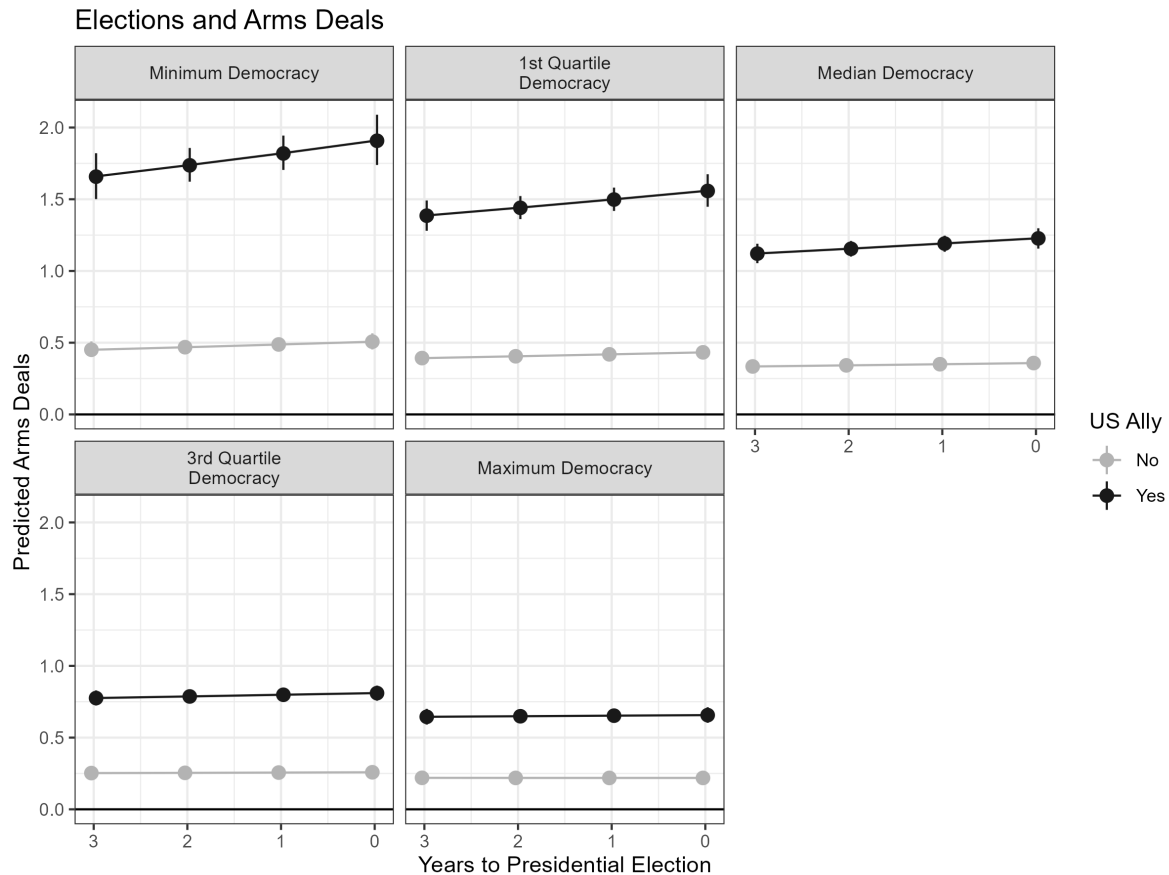 Elections and Arms Deals
Minimum Democracy
1st Quartile
Democracy
Median Democracy
2.0
1.5
1.0
0.5
0.0
3 2 1 0
3rd Quartile
Democracy
Maximum Democracy
2.0
1.5
1.0
0.5
0.0
3 2 1 0
3 2 1 0
Predicted Arms Deals
Years to Presidential Election
US Ally
No
Yes